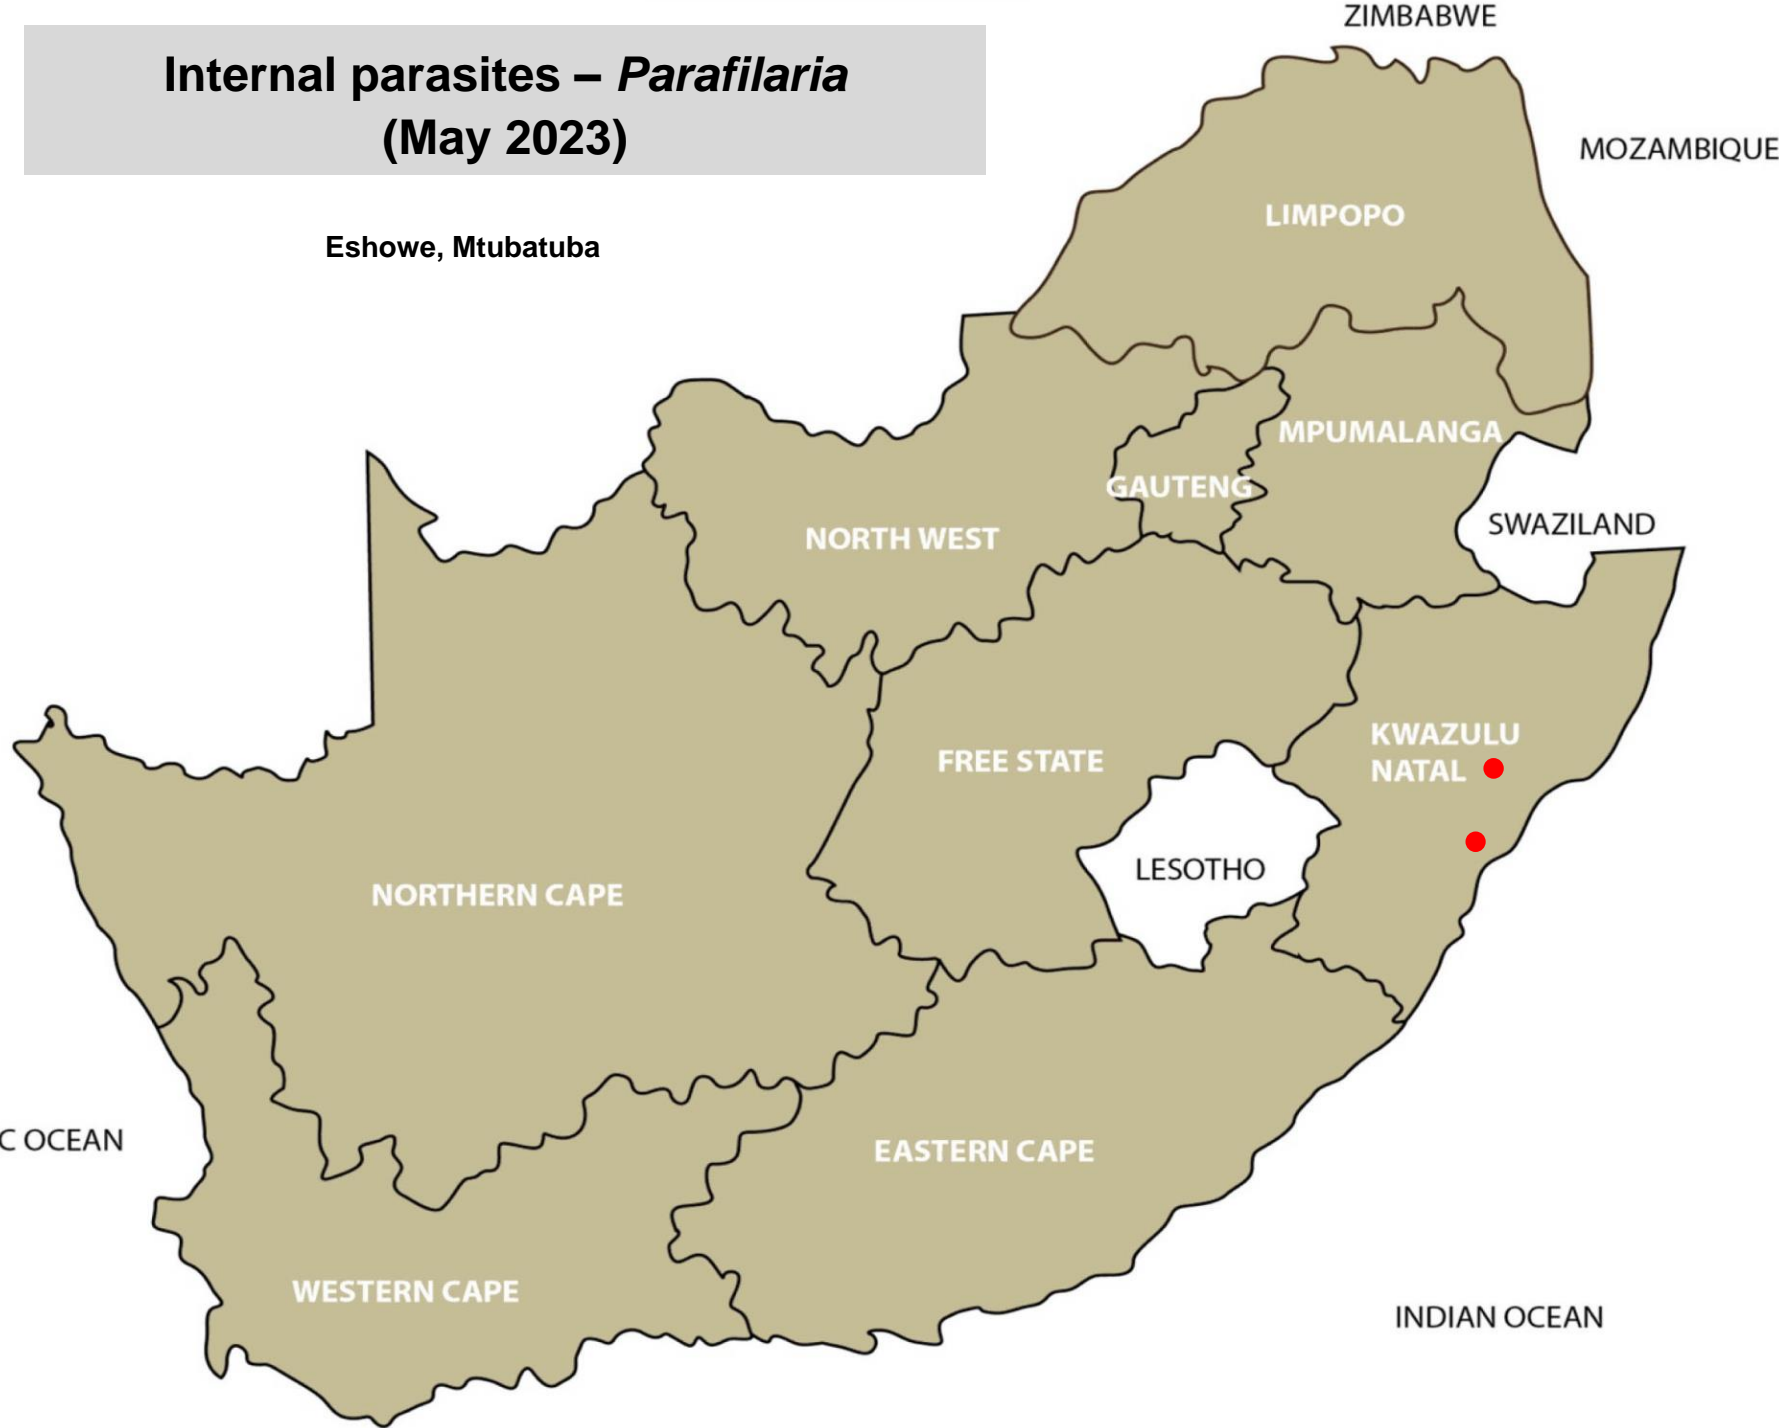 Internal parasites – Parafilaria
(May 2023)
Eshowe, Mtubatuba
ZIMBABWE
MOZAMBIQUE
LIMPOPO
MPUMALANGA
GAUTENG
SWAZILAND
NORTH WEST
KWAZULU
NATAL
FREE STATE
LESOTHO
NORTHERN CAPE
C OCEAN
EASTERN CAPE
WESTERN CAPE
INDIAN OCEAN